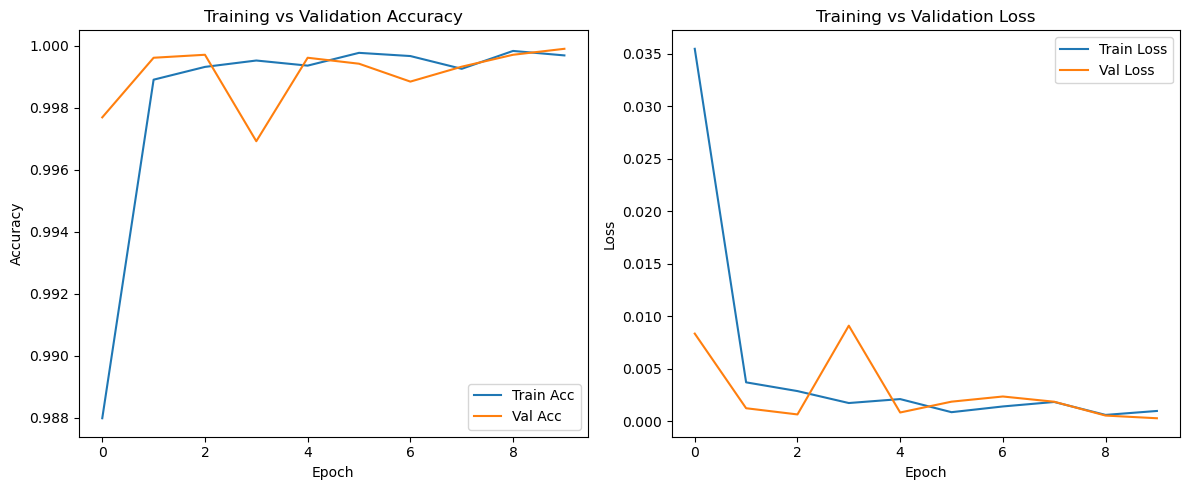 Training vs Validation Accuracy
1.000
0.998
0.996
0.994
0.992
0.990
0.988
Accuracy
0 2 4 6 8
Epoch
Train Acc
Val Acc
Training vs Validation Loss
0.035
0.030
0.025
0.020
0.015
0.010
0.005
0.000
Loss
0 2 4 6 8
Epoch
Train Loss
Val Loss